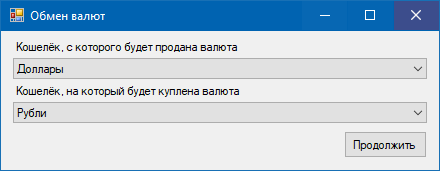 Обмен валют
Кошелёк, с которого будет продана валюта
Доллары
Кошелёк, на который будет куплена валюта
Рубли
Продолжить